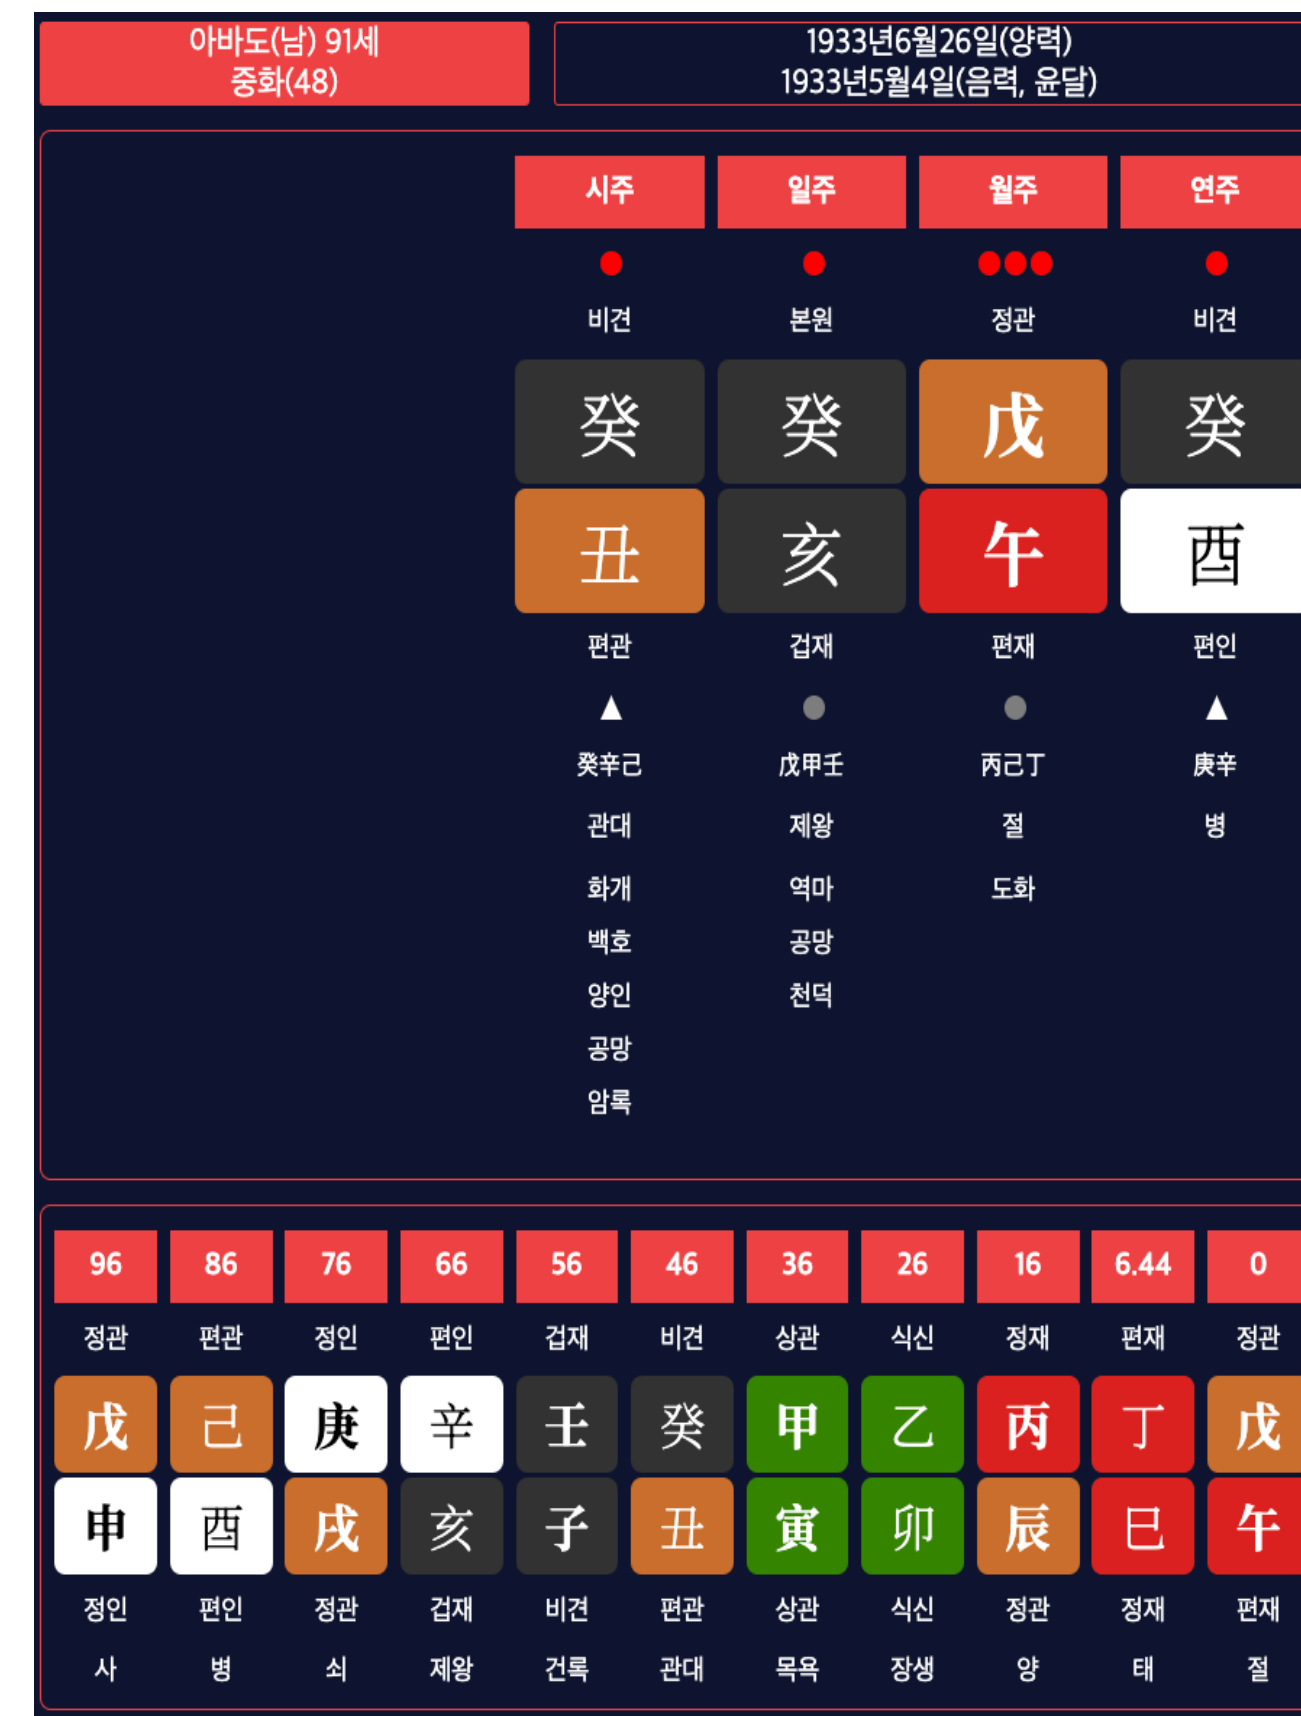 아바도(남) 91세
중화(48)
1933년6월26일(양력)
1933년5월4일(음력, 윤달)
시주 일주 월주 연주
비견 본원 정관 비견
癸 癸 戊 癸
丑 亥 午 酉
편관 겁재 편재 편인
癸辛己 戊甲壬 丙己丁 庚辛
관대 제왕 절 병
화개 역마 도화
백호 공망
양인 천덕
공망
암록
96 86 76 66 56 46 36 26 16 6.44 0
정관 편관 정인 편인 겁재 비견 상관 식신 정재 편재 정관
戊 己 庚 辛 壬 癸 甲 乙 丙 丁 戊
申 酉 戌 亥 子 丑 寅 卯 辰 巳 午
정인 편인 정관 겁재 비견 편관 상관 식신 정관 정재 편재
사 병 쇠 제왕 건록 관대 목욕 장생 양 태 절